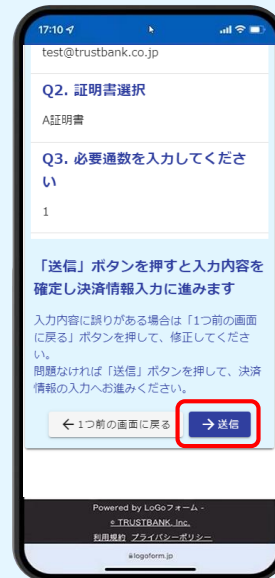 17:10
test@trustbank.co.jp
Q2. 証明書選択
A証明書
Q3. 必要通数を入力してくださ
い
1
「送信」ボタンを押すと入力内容を
確定し決済情報入力に進みます
入力内容に誤りがある場合は「1つ前の画面
に戻る」ボタンを押して、修正してくださ
い。
問題なければ「送信」ボタンを押して、決済
情報の入力へお進みください。
← 1つ前の画面に戻る
→ 送信
Powered by LoGoフォーム -
© TRUSTBANK, Inc.
利用規約 プライバシーポリシー
logoform.jp